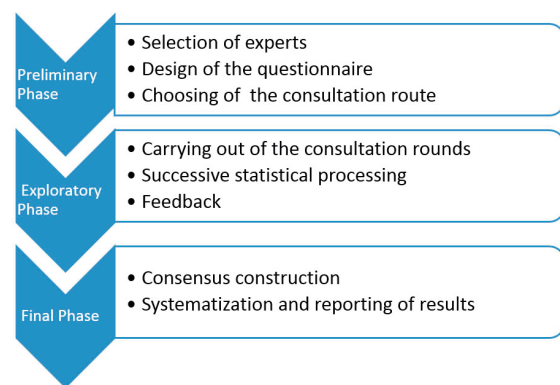 Preliminary
Phase
• Selection of experts
• Design of the questionnaire
• Choosing of the consultation route
Exploratory
Phase
• Carrying out of the consultation rounds
• Successive statistical processing
• Feedback
Final Phase
• Consensus construction
• Systematization and reporting of results